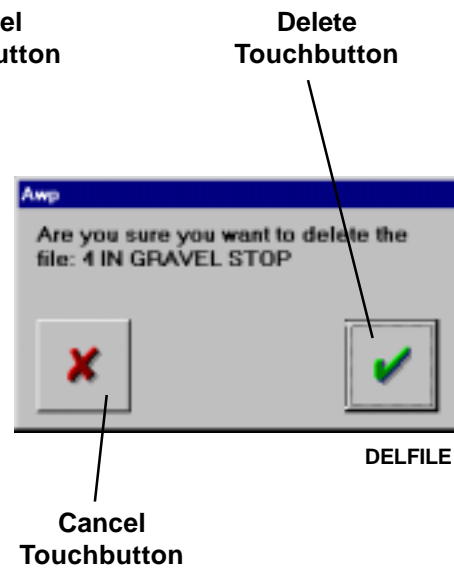 Delete
Touchbutton
Awp
Are you sure you want to delete the
file: 4 IN GRAVEL STOP
DELFILE
Cancel
Touchbutton